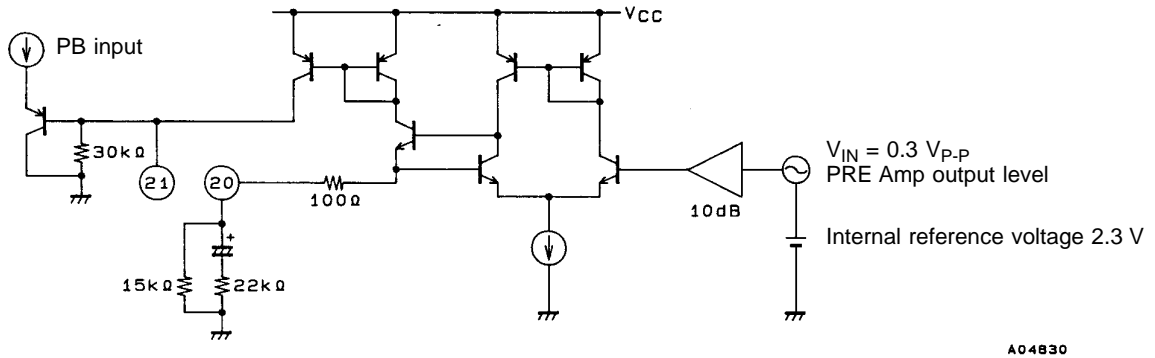 VCC
PB input
30kΩ
21
20
100Ω
10dB
VIN = 0.3 VP-P
PRE Amp output level
Internal reference voltage 2.3 V
+
15kΩ
22kΩ
A04830